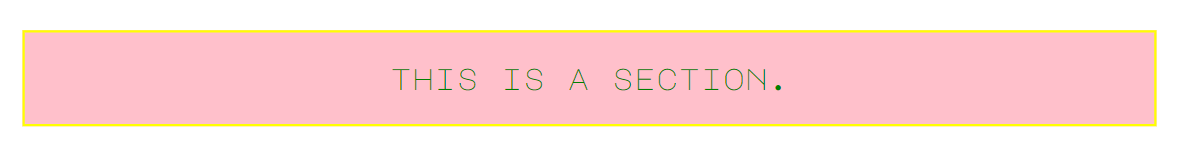 THIS IS A SECTION.